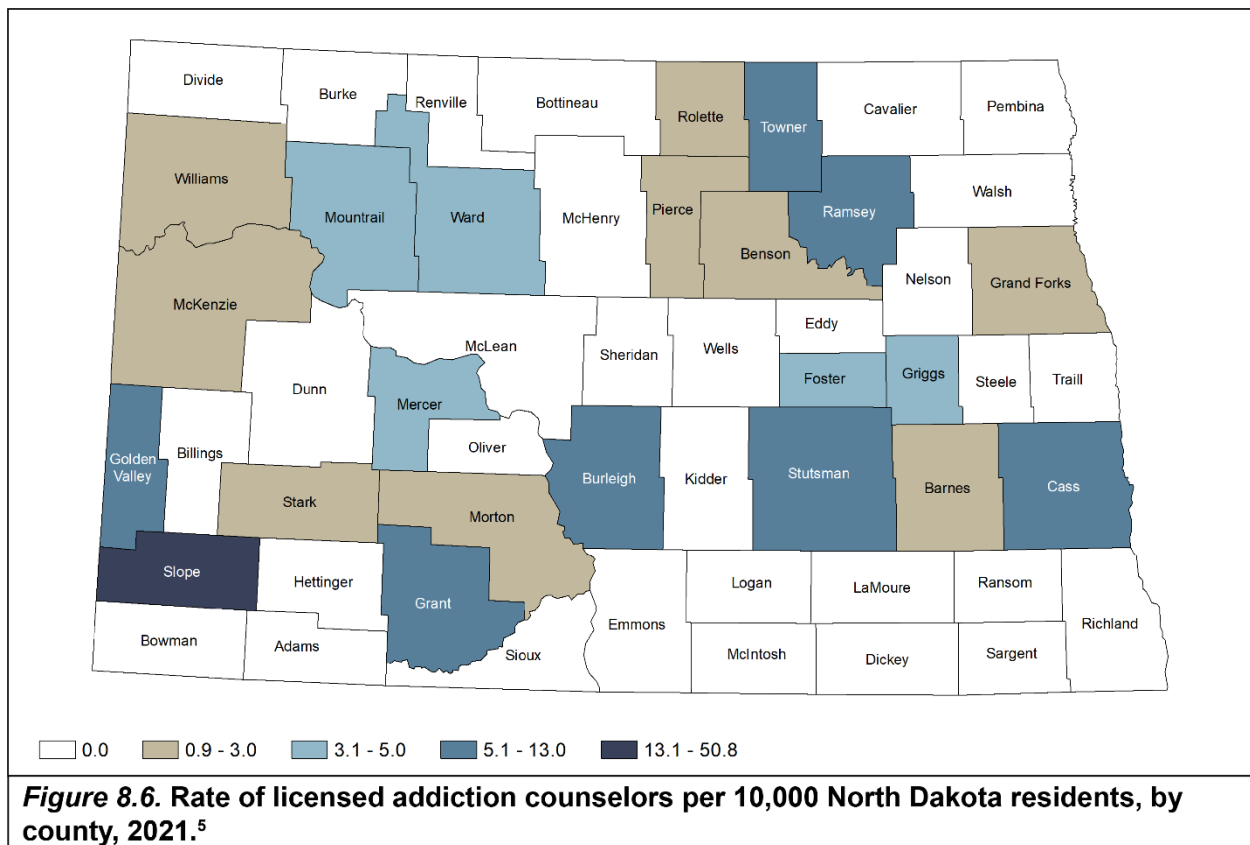 Divide
Burke
Renville
Bottineau
Rolette
Towner
Cavalier
Pembina
Williams
Mountrail
Ward
McHenry
Pierce
Ramsey
Walsh
Benson
Nelson
Grand Forks
McKenzie
Dunn
McLean
Sheridan
Wells
Eddy
Foster
Griggs
Steele
Traill
Mercer
Oliver
Golden
Valley
Billings
Stark
Morton
Burleigh
Kidder
Stutsman
Barnes
Cass
Slope
Hettinger
Grant
Bowman
Adams
Sioux
Emmons
Logan
LaMoure
Ransom
Richland
McIntosh
Dickey
Sargent
0.0 0.9 - 3.0 3.1 - 5.0 5.1 - 13.0 13.1 - 50.8
Figure 8.6. Rate of licensed addiction counselors per 10,000 North Dakota residents, by
county, 2021.⁵